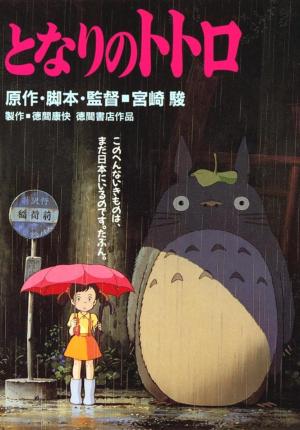 となりのトトロ
原作・脚本・監督■宮崎 駿
製作■徳間康快 徳間書店作品
このへんないきものは、
まだ日本にいるのです。たぶん。
稲荷前